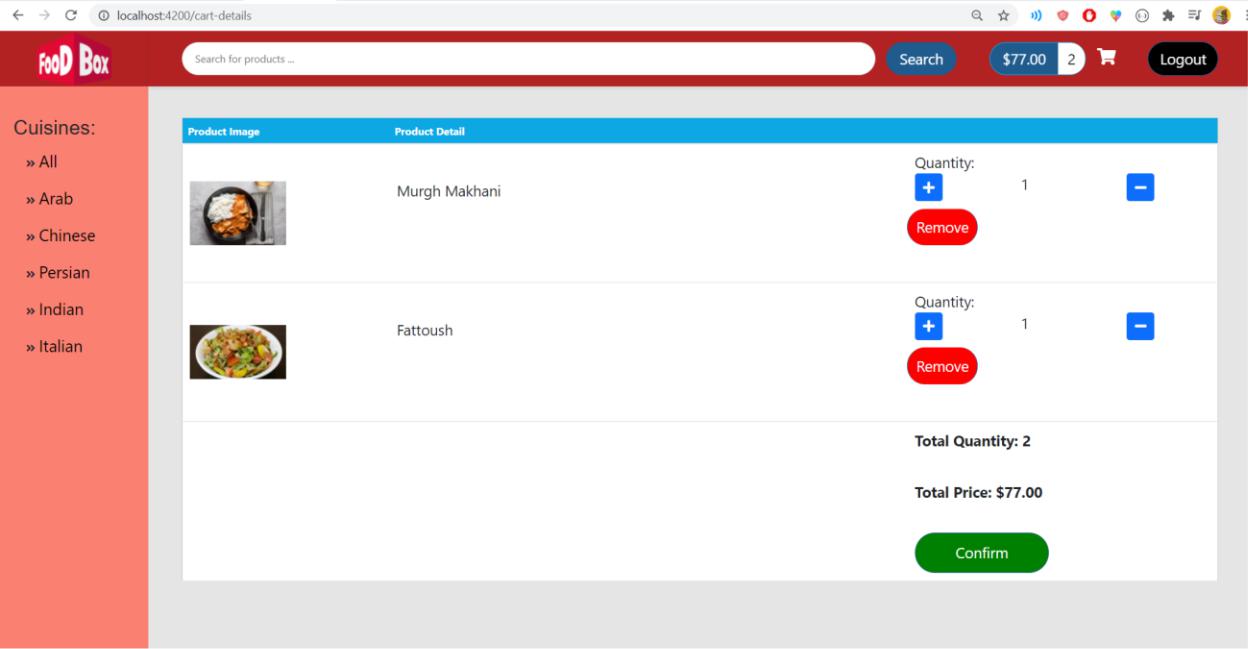 localhost:4200/cart-details
FooD Box
Search for products ...
Search
$77.00 2
Logout
Cuisines:
» All
» Arab
» Chinese
» Persian
» Indian
» Italian
Product Image Product Detail
Murgh Makhani
Quantity:
+ 1 −
Remove
Fattoush
Quantity:
+ 1 −
Remove
Total Quantity: 2
Total Price: $77.00
Confirm